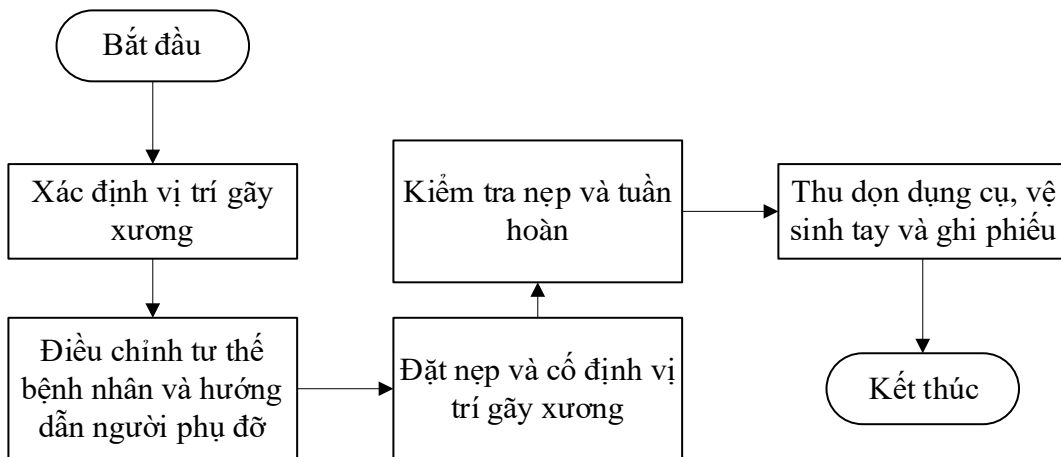 Bắt đầu
Xác định vị trí gãy
xương
Điều chỉnh tư thế
bệnh nhân và hướng
dẫn người phụ đỡ
Đặt nẹp và cố định vị
trí gãy xương
Kiểm tra nẹp và tuần
hoàn
Thu dọn dụng cụ, vệ
sinh tay và ghi phiếu
Kết thúc